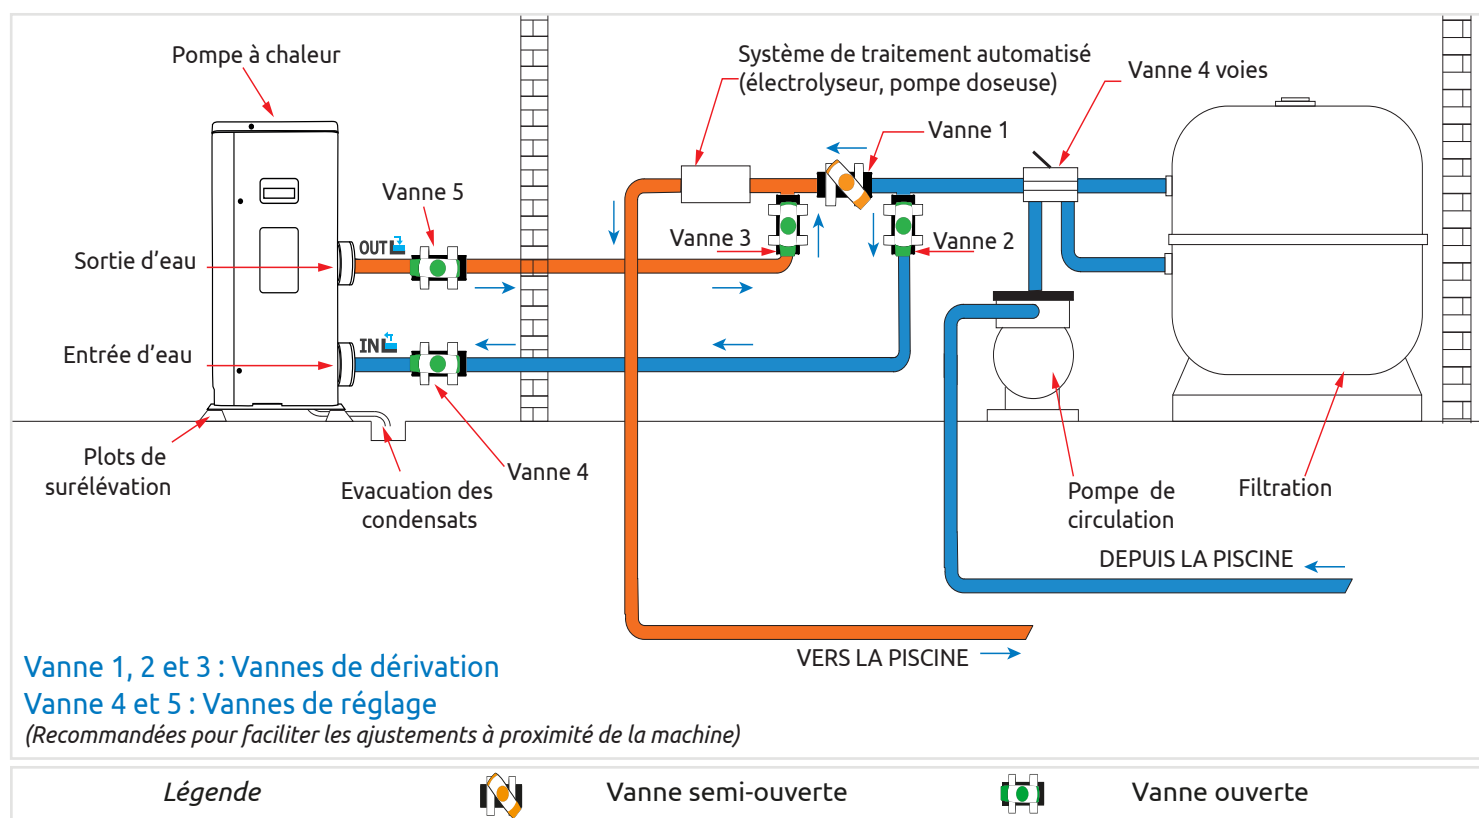 Pompe à chaleur
Système de traitement automatisé
(électrolyseur, pompe doseuse)
Vanne 4 voies
Vanne 1
Vanne 5
Vanne 3
Vanne 2
OUT
Sortie d’eau
IN
Entrée d’eau
Plots de
surélévation
Evacuation des
condensats
Vanne 4
Pompe de
circulation
Filtration
DEPUIS LA PISCINE
VERS LA PISCINE
Vanne 1, 2 et 3 : Vannes de dérivation
Vanne 4 et 5 : Vannes de réglage
(Recommandées pour faciliter les ajustements à proximité de la machine)
Légende
Vanne semi-ouverte
Vanne ouverte